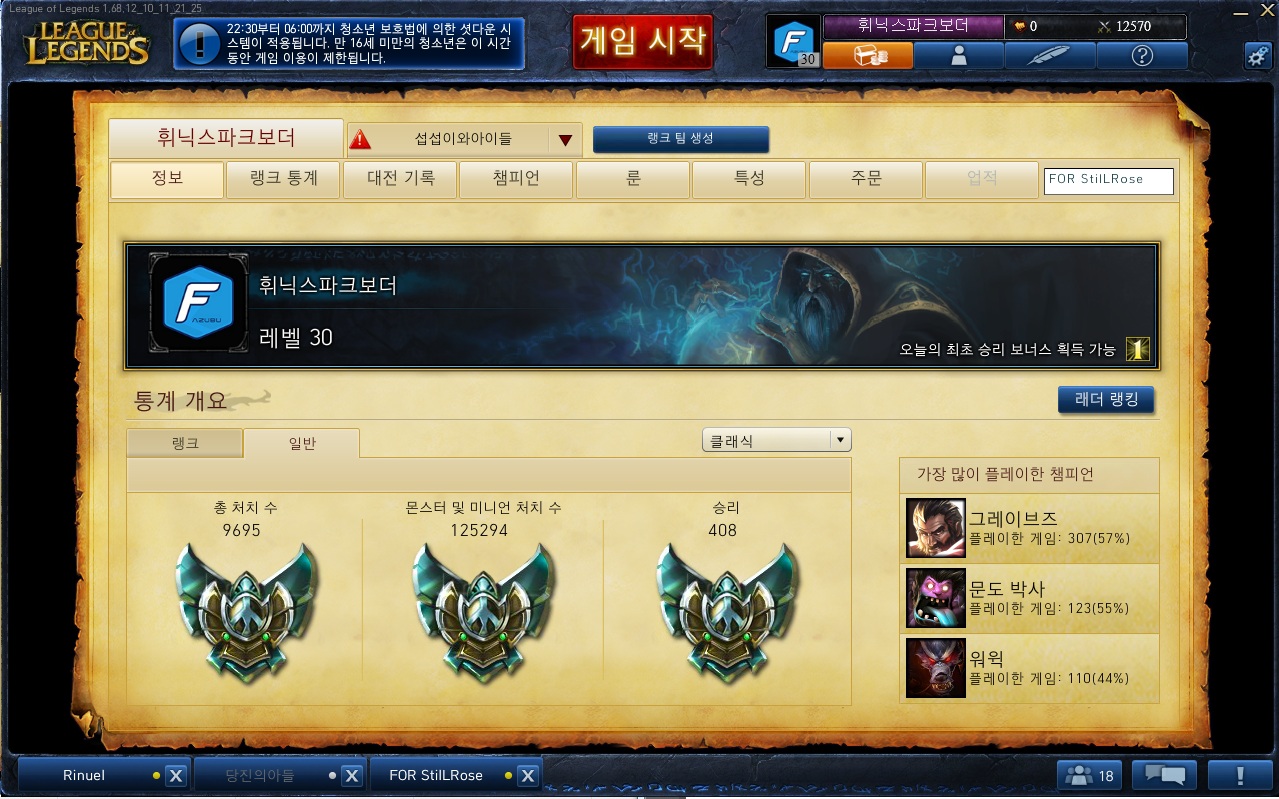 League of Legends 1,68,12_10_11_21_25
LEAGUE of LEGENDS
22:30부터 06:00까지 청소년 보호법에 의한 셧다운 시
스템이 적용됩니다. 만 16세 미만의 청소년은 이 시간
동안 게임 이용이 제한됩니다.
게임 시작
F
30
휘닉스파크보더
0
12570
휘닉스파크보더
섭섭이와아이들
랭크 팀 생성
정보
랭크 통계
대전 기록
챔피언
룬
특성
주문
업적
FOR StilLRose
F
AZUBU
휘닉스파크보더
레벨 30
오늘의 최초 승리 보너스 획득 가능
1
통계 개요
래더 랭킹
랭크
일반
클래식
총 처치 수
9695
몬스터 및 미니언 처치 수
125294
승리
408
가장 많이 플레이한 챔피언
그레이브즈
플레이한 게임: 307(57%)
문도 박사
플레이한 게임: 123(55%)
워윅
플레이한 게임: 110(44%)
Rinuel
X
당진의아들
X
FOR StilLRose
X
18